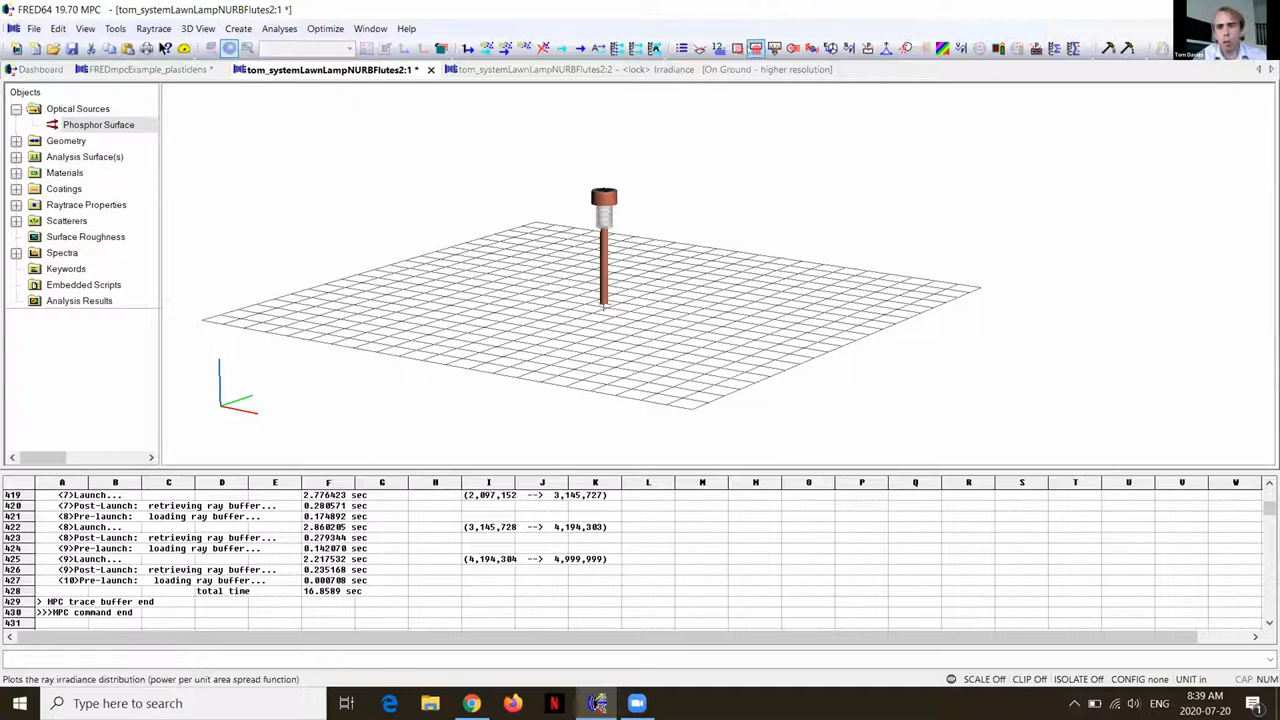 FRED64 19.70 MPC - [tom_systemLawnLampNURBFlutes2:1 *]
File Edit View Tools Raytrace 3D View Create Analyses Optimize Window Help
Dashboard FREDmpcExample_plasticlens * tom_systemLawnLampNURBFlutes2:1 * tom_systemLawnLampNURBFlutes2:2 - <lock> Irradiance [On Ground - higher resolution]
Tom Davies
Objects
Optical Sources
Phosphor Surface
Geometry
Analysis Surface(s)
Materials
Coatings
Raytrace Properties
Scatterers
Surface Roughness
Spectra
Keywords
Embedded Scripts
Analysis Results
A B C D E F G H I J K L M N O P Q R S T U V W
419 <7>Launch... 2.776423 sec (2,097,152 --> 3,145,727)
420 <7>Post-Launch: retrieving ray buffer... 0.280571 sec
421 <8>Pre-launch: loading ray buffer... 0.174892 sec
422 <8>Launch... 2.860205 sec (3,145,728 --> 4,194,303)
423 <8>Post-Launch: retrieving ray buffer... 0.279344 sec
424 <9>Pre-launch: loading ray buffer... 0.142070 sec
425 <9>Launch... 2.217532 sec (4,194,304 --> 4,999,999)
426 <9>Post-Launch: retrieving ray buffer... 0.235168 sec
427 <10>Pre-launch: loading ray buffer... 0.000708 sec
428 total time 16.8589 sec
429 > MPC trace buffer end
430 >>>MPC command end
431
Plots the ray irradiance distribution (power per unit area spread function) SCALE OFF CLIP OFF ISOLATE OFF CONFIG none UNIT in CAP NUM
Type here to search
ENG
8:39 AM
2020-07-20